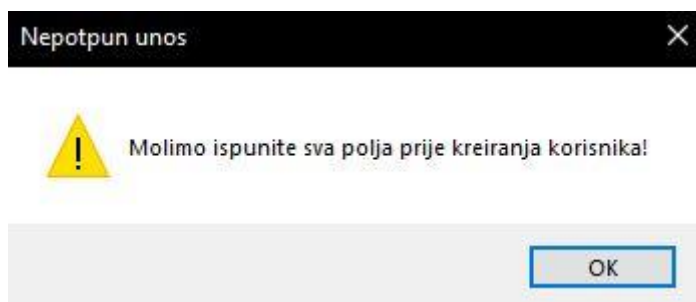 Nepotpun unos
Molimo ispunite sva polja prije kreiranja korisnika!
OK